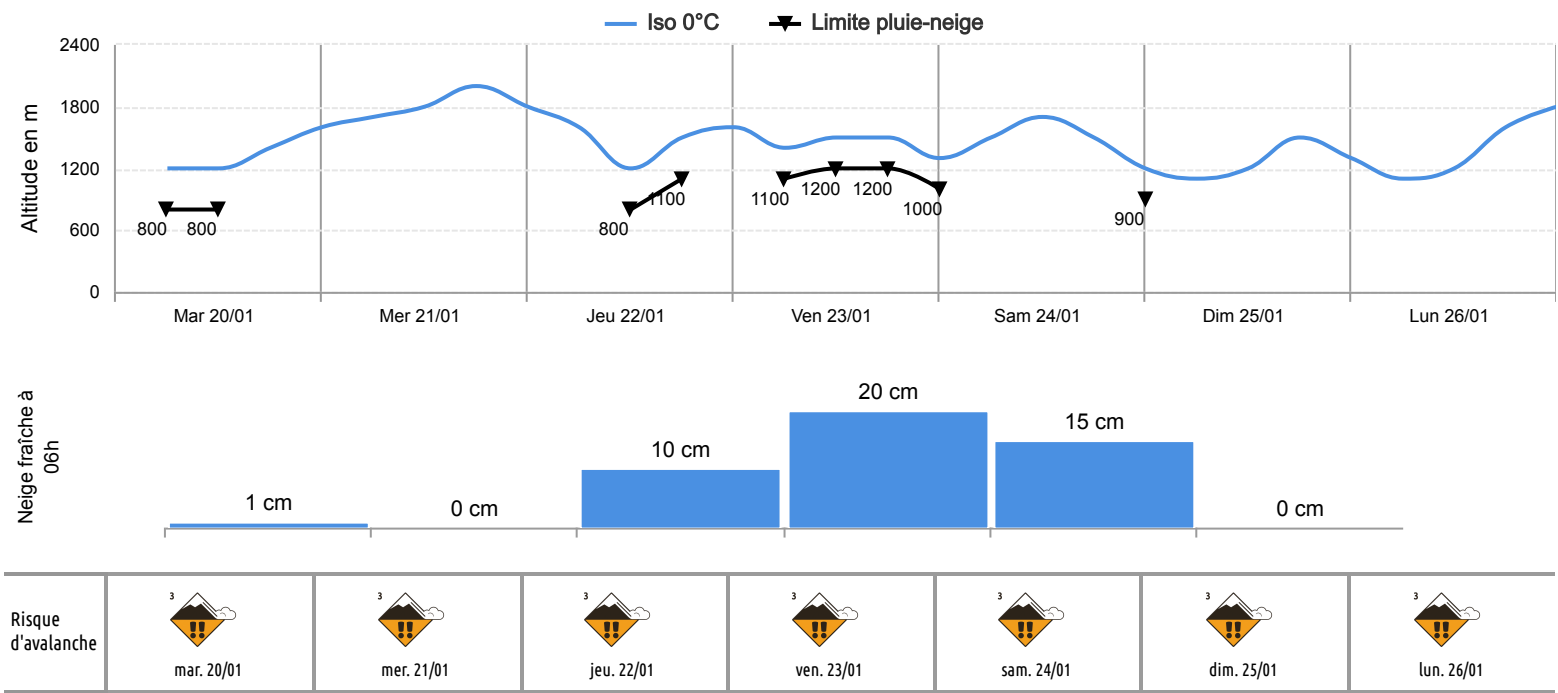 Iso 0°C
Limite pluie-neige
Altitude en m
2400
1800
1200
600
0
800
800
800
1100
1100
1200
1200
1000
900
Mar 20/01
Mer 21/01
Jeu 22/01
Ven 23/01
Sam 24/01
Dim 25/01
Lun 26/01
Neige fraîche à
06h
1 cm
0 cm
10 cm
20 cm
15 cm
0 cm
Risque
d'avalanche
3
mar. 20/01
3
mer. 21/01
3
jeu. 22/01
3
ven. 23/01
3
sam. 24/01
3
dim. 25/01
3
lun. 26/01